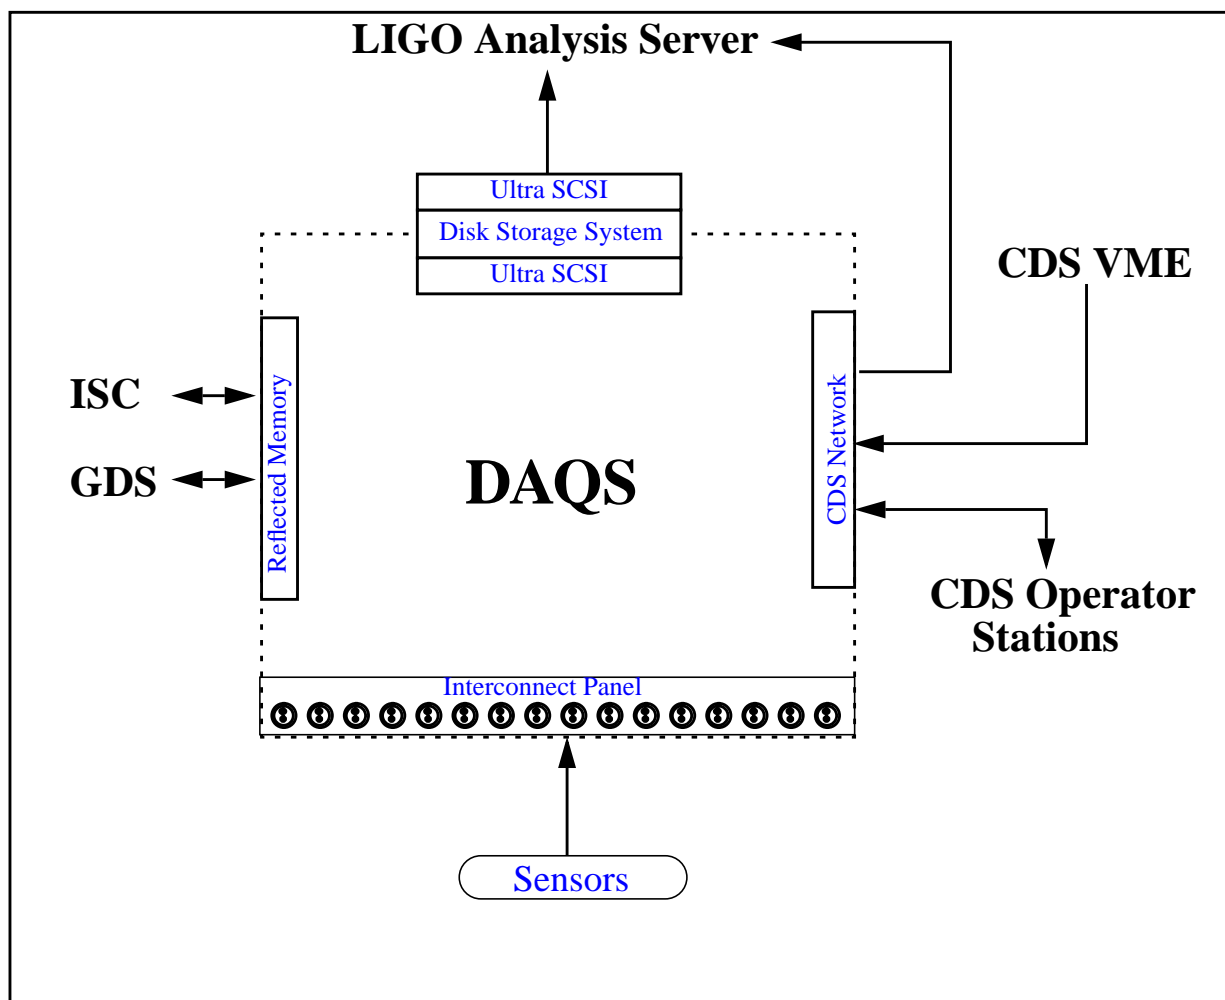 LIGO Analysis Server
Ultra SCSI
Disk Storage System
Ultra SCSI
CDS VME
ISC
GDS
Reflected Memory
DAQS
CDS Network
CDS Operator
Stations
Interconnect Panel
Sensors